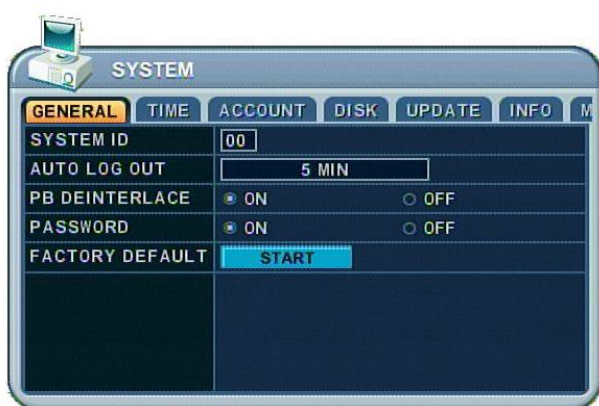 SYSTEM
GENERAL TIME ACCOUNT DISK UPDATE INFO M
SYSTEM ID 00
AUTO LOG OUT 5 MIN
PB DEINTERLACE ON OFF
PASSWORD ON OFF
FACTORY DEFAULT START